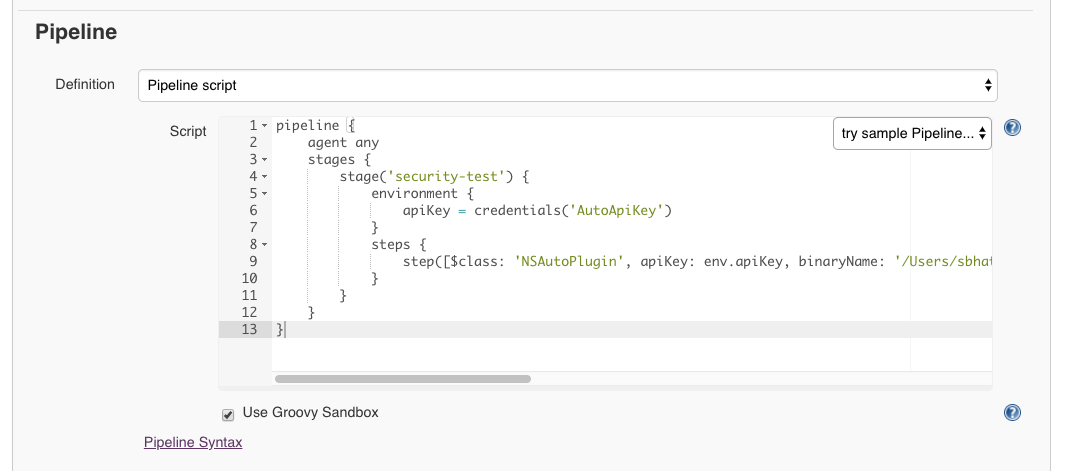 Pipeline
Definition
Pipeline script
Script
try sample Pipeline...
1 pipeline {
2     agent any
3     stages {
4         stage('security-test') {
5             environment {
6                 apiKey = credentials('AutoApiKey')
7             }
8             steps {
9                 step([$class: 'NSAutoPlugin', apiKey: env.apiKey, binaryName: '/Users/sbhat
10             }
11         }
12     }
13 }
Use Groovy Sandbox
Pipeline Syntax